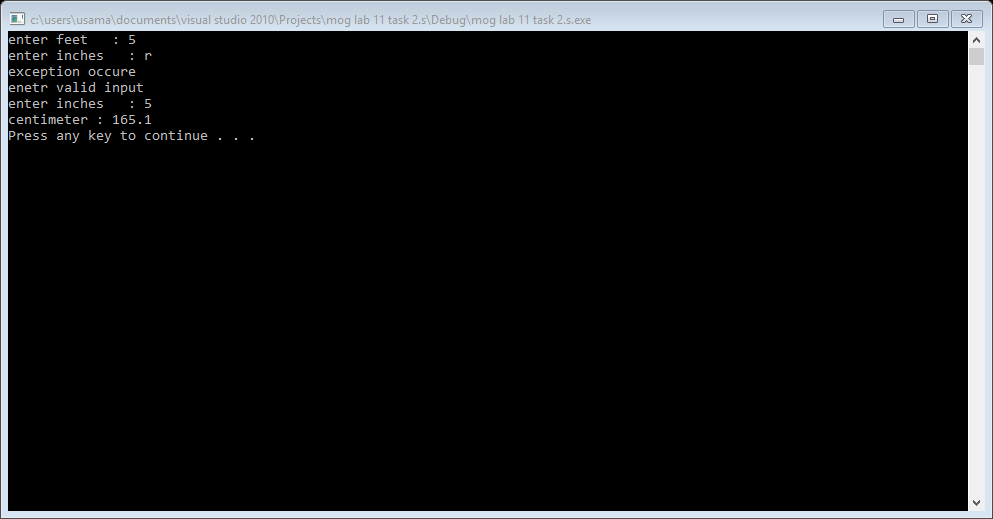 c:\users\usama\documents\visual studio 2010\Projects\mog lab 11 task 2.s\Debug\mog lab 11 task 2.s.exe
enter feet   : 5
enter inches   : r
exception occure
enetr valid input
enter inches   : 5
centimeter : 165.1
Press any key to continue . . .